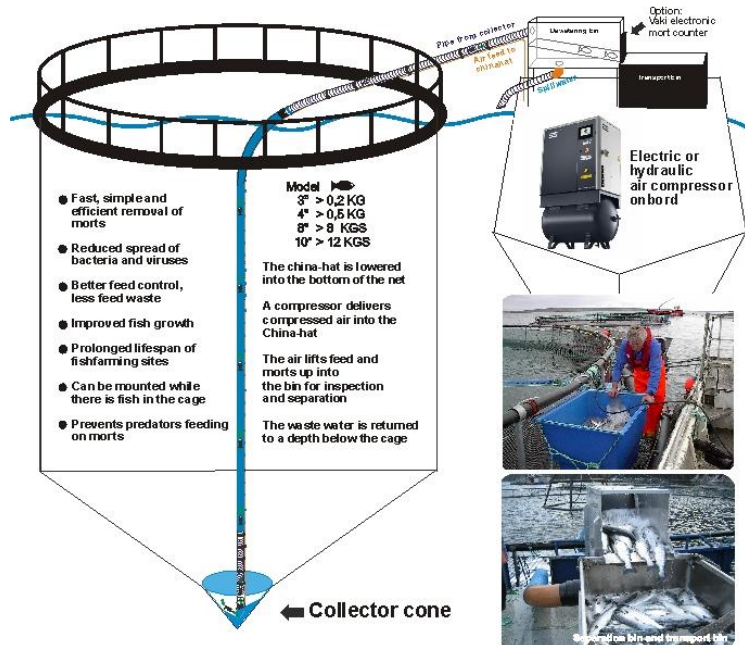 Option:
Vaki electronic
mort counter
Dewatering bin
Pipe from collector
Air feed to
chinahat
Transport bin
Spillwater
Electric or
hydraulic
air compressor
onbord
Fast, simple and
efficient removal of
morts
Reduced spread of
bacteria and viruses
Better feed control,
less feed waste
Improved fish growth
Prolonged lifespan of
fishfarming sites
Can be mounted while
there is fish in the cage
Prevents predators feeding
on morts
Model
3" > 0,2 KG
4" > 0,5 KG
8" > 8 KGS
10" > 12 KGS
The china-hat is lowered
into the bottom of the net
A compressor delivers
compressed air into the
China-hat
The air lifts feed and
morts up into
the bin for inspection
and separation
The waste water is returned
to a depth below the cage
Collector cone
Separation bin and transport bin